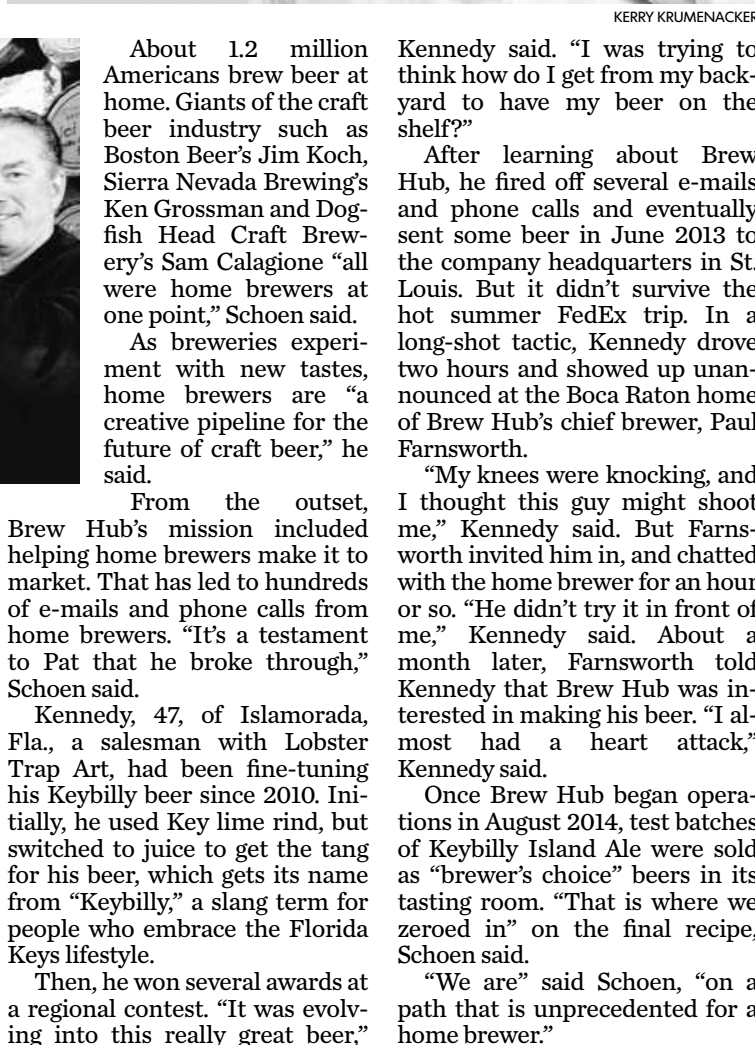 KERRY KRUMENACKER
About 1.2 million
Americans brew beer at
home. Giants of the craft
beer industry such as
Boston Beer’s Jim Koch,
Sierra Nevada Brewing’s
Ken Grossman and Dog-
fish Head Craft Brew-
ery’s Sam Calagione “all
were home brewers at
one point,” Schoen said.
As breweries experi-
ment with new tastes,
home brewers are “a
creative pipeline for the
future of craft beer,” he
said.
From the outset,
Brew Hub’s mission included
helping home brewers make it to
market. That has led to hundreds
of e-mails and phone calls from
home brewers. “It’s a testament
to Pat that he broke through,”
Schoen said.
Kennedy, 47, of Islamorada,
Fla., a salesman with Lobster
Trap Art, had been fine-tuning
his Keybilly beer since 2010. Ini-
tially, he used Key lime rind, but
switched to juice to get the tang
for his beer, which gets its name
from “Keybilly,” a slang term for
people who embrace the Florida
Keys lifestyle.
Then, he won several awards at
a regional contest. “It was evolv-
ing into this really great beer,”
Kennedy said. “I was trying to
think how do I get from my back-
yard to have my beer on the
shelf?”
After learning about Brew
Hub, he fired off several e-mails
and phone calls and eventually
sent some beer in June 2013 to
the company headquarters in St.
Louis. But it didn’t survive the
hot summer FedEx trip. In a
long-shot tactic, Kennedy drove
two hours and showed up unan-
nounced at the Boca Raton home
of Brew Hub’s chief brewer, Paul
Farnsworth.
“My knees were knocking, and
I thought this guy might shoot
me,” Kennedy said. But Farns-
worth invited him in, and chatted
with the home brewer for an hour
or so. “He didn’t try it in front of
me,” Kennedy said. About a
month later, Farnsworth told
Kennedy that Brew Hub was in-
terested in making his beer. “I al-
most had a heart attack,”
Kennedy said.
Once Brew Hub began opera-
tions in August 2014, test batches
of Keybilly Island Ale were sold
as “brewer’s choice” beers in its
tasting room. “That is where we
zeroed in” on the final recipe,
Schoen said.
“We are” said Schoen, “on a
path that is unprecedented for a
home brewer.”